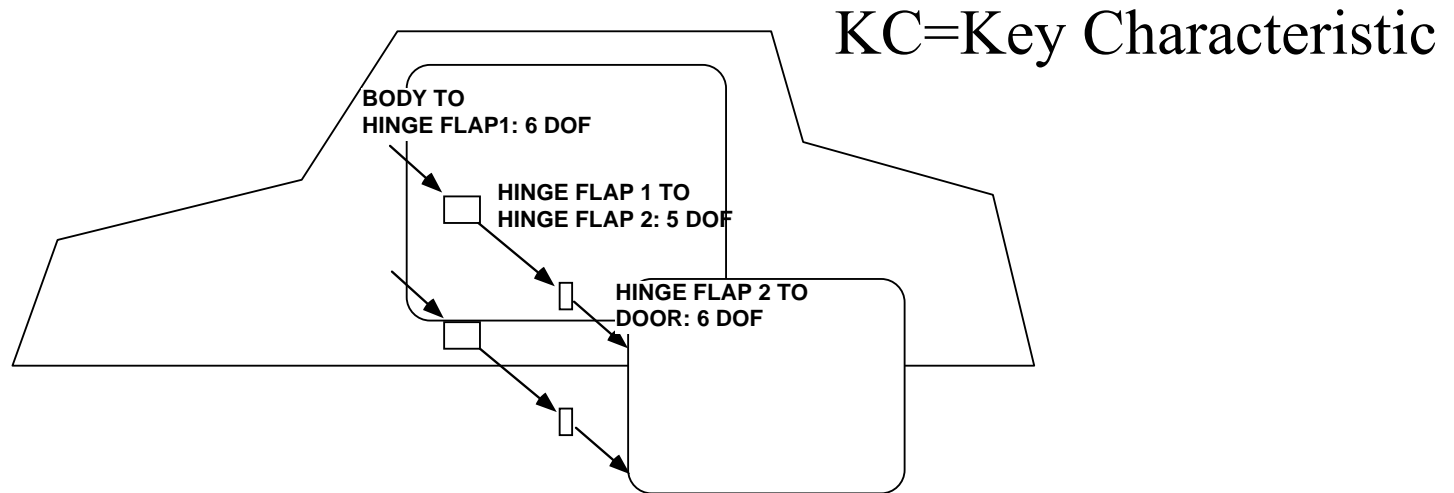 KC=Key Characteristic
BODY TO
HINGE FLAP1: 6 DOF
HINGE FLAP 1 TO
HINGE FLAP 2: 5 DOF
HINGE FLAP 2 TO
DOOR: 6 DOF